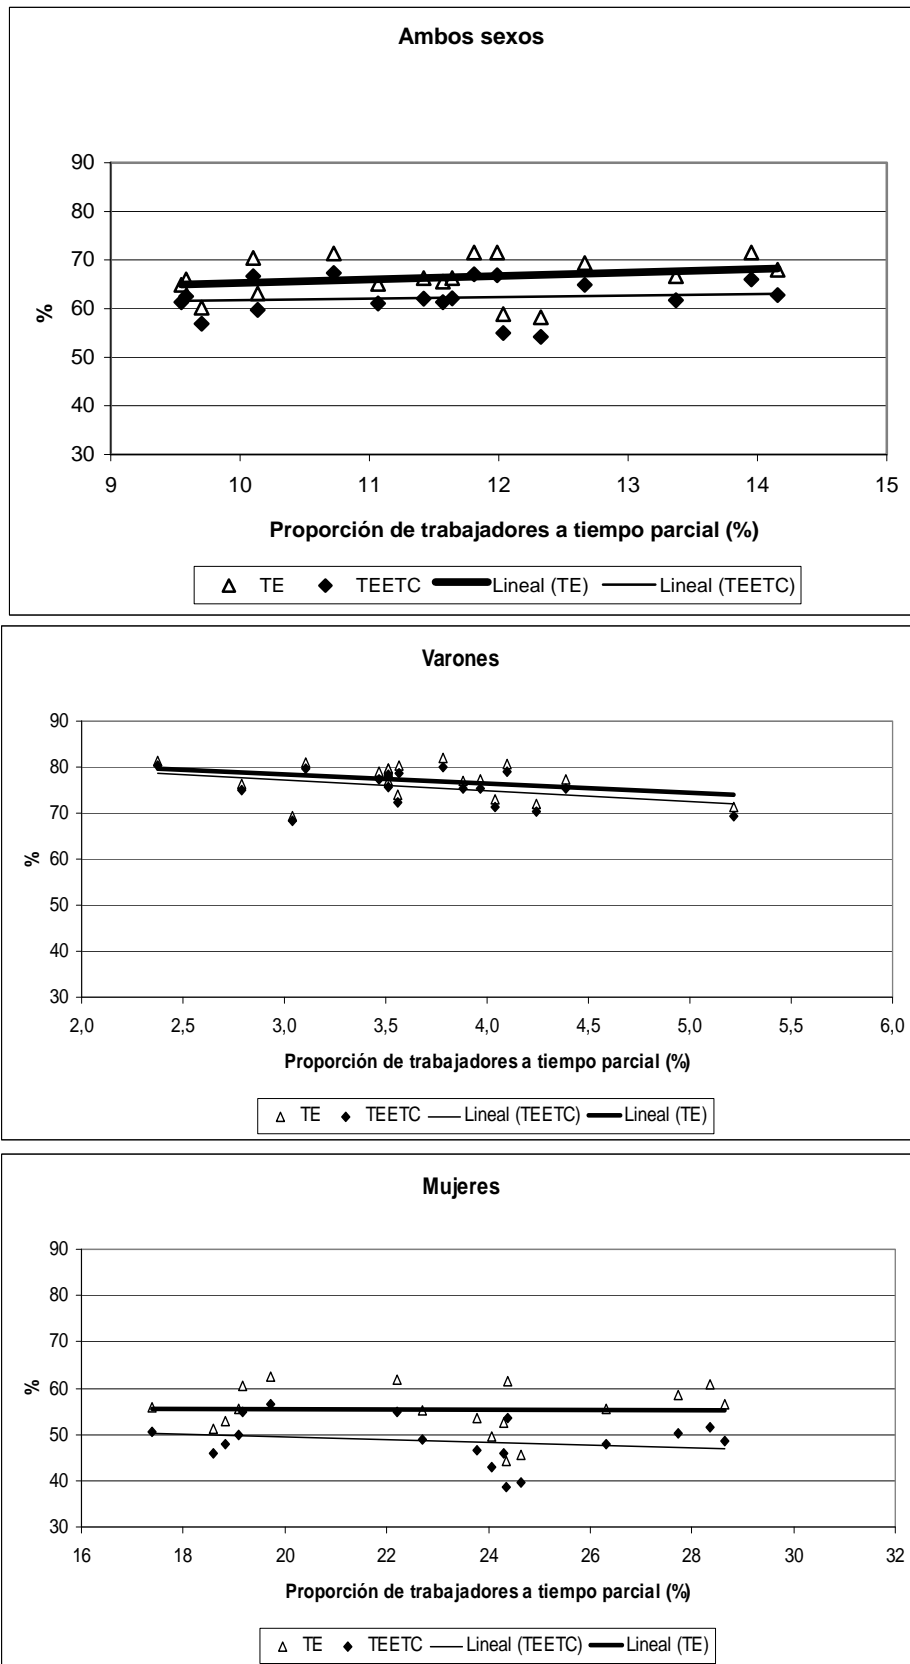 Ambos sexos
90
80
70
60
50
40
30
%
9 10 11 12 13 14 15
Proporción de trabajadores a tiempo parcial (%)
TE TEETC Lineal (TE) Lineal (TEETC)
Varones
90
80
70
60
50
40
30
%
2,0 2,5 3,0 3,5 4,0 4,5 5,0 5,5 6,0
Proporción de trabajadores a tiempo parcial (%)
TE TEETC Lineal (TEETC) Lineal (TE)
Mujeres
90
80
70
60
50
40
30
%
16 18 20 22 24 26 28 30 32
Proporción de trabajadores a tiempo parcial (%)
TE TEETC Lineal (TEETC) Lineal (TE)